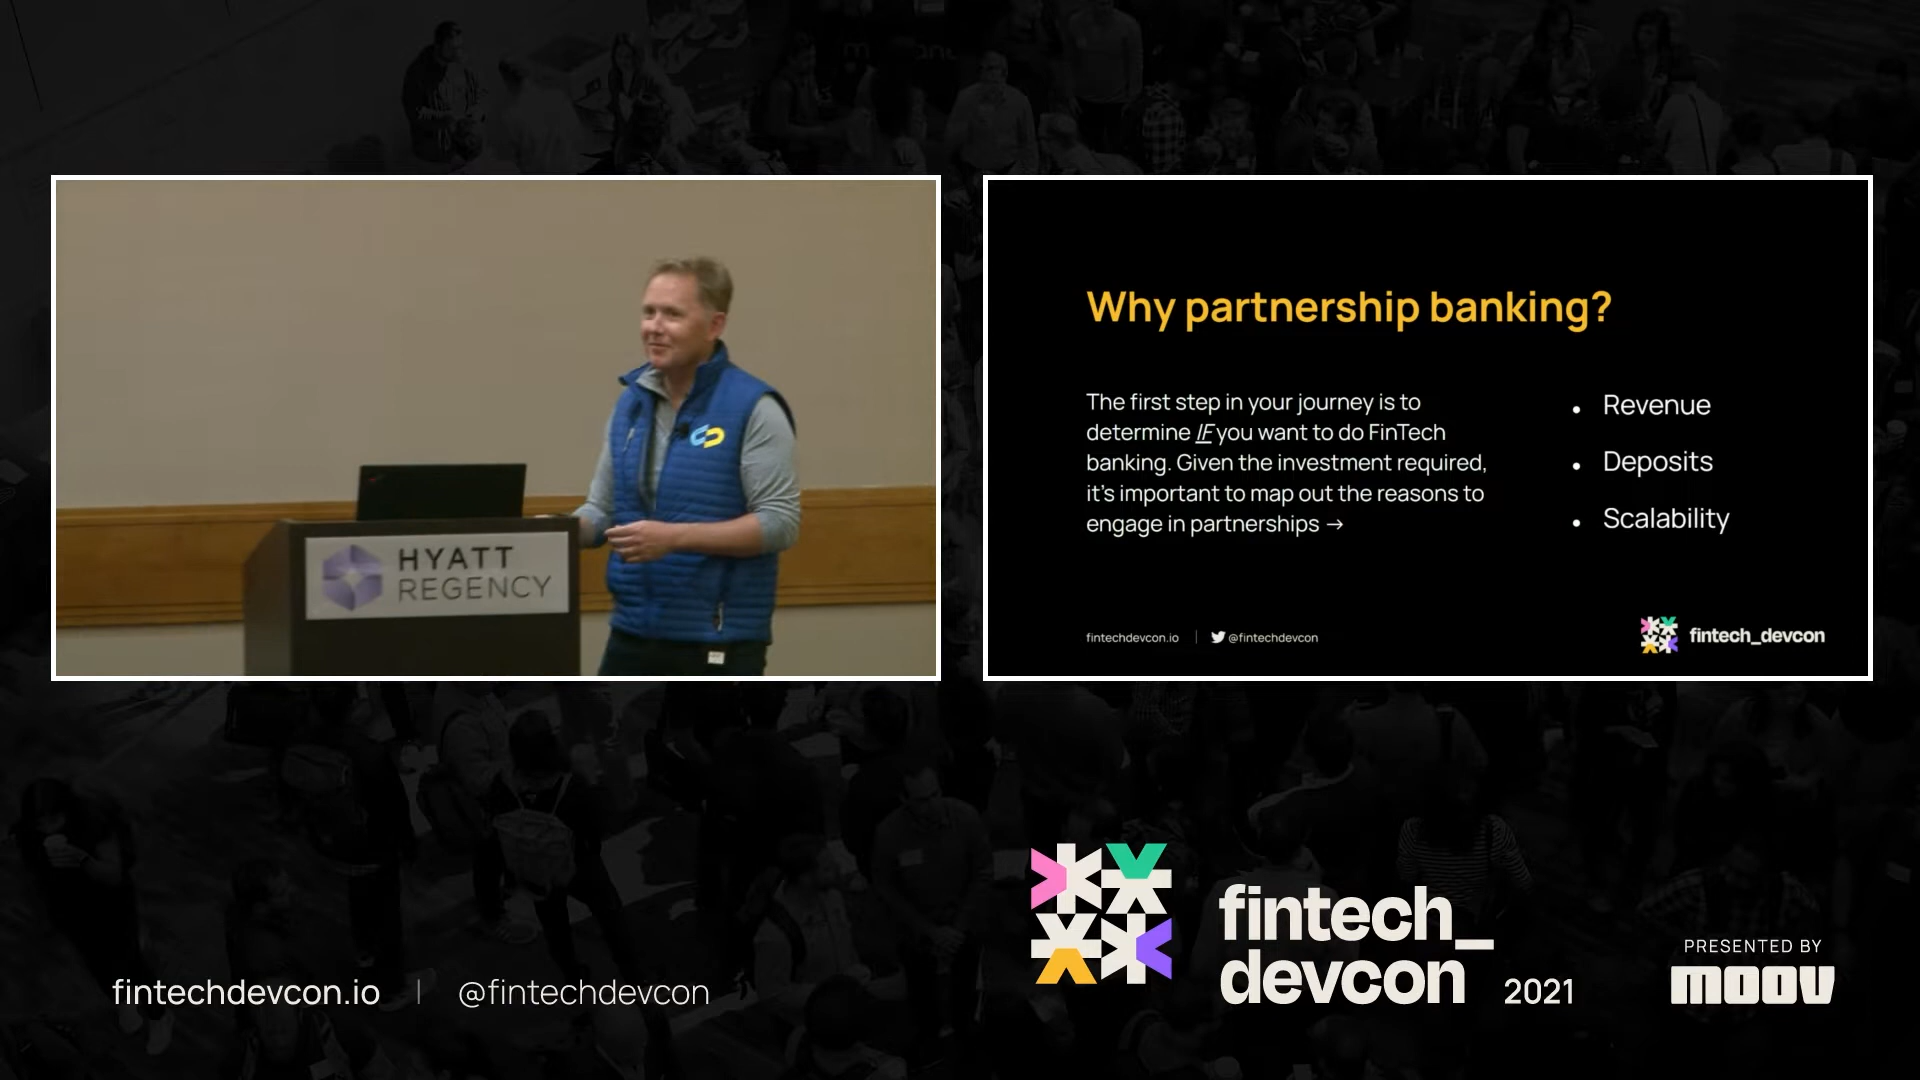 HYATT
REGENCY
Why partnership banking?
The first step in your journey is to
determine IF you want to do FinTech
banking. Given the investment required,
it's important to map out the reasons to
engage in partnerships →
• Revenue
• Deposits
• Scalability
fintechdevcon.io | @fintechdevcon
fintech_devcon
fintechdevcon.io | @fintechdevcon
fintech_
devcon 2021
PRESENTED BY
moov